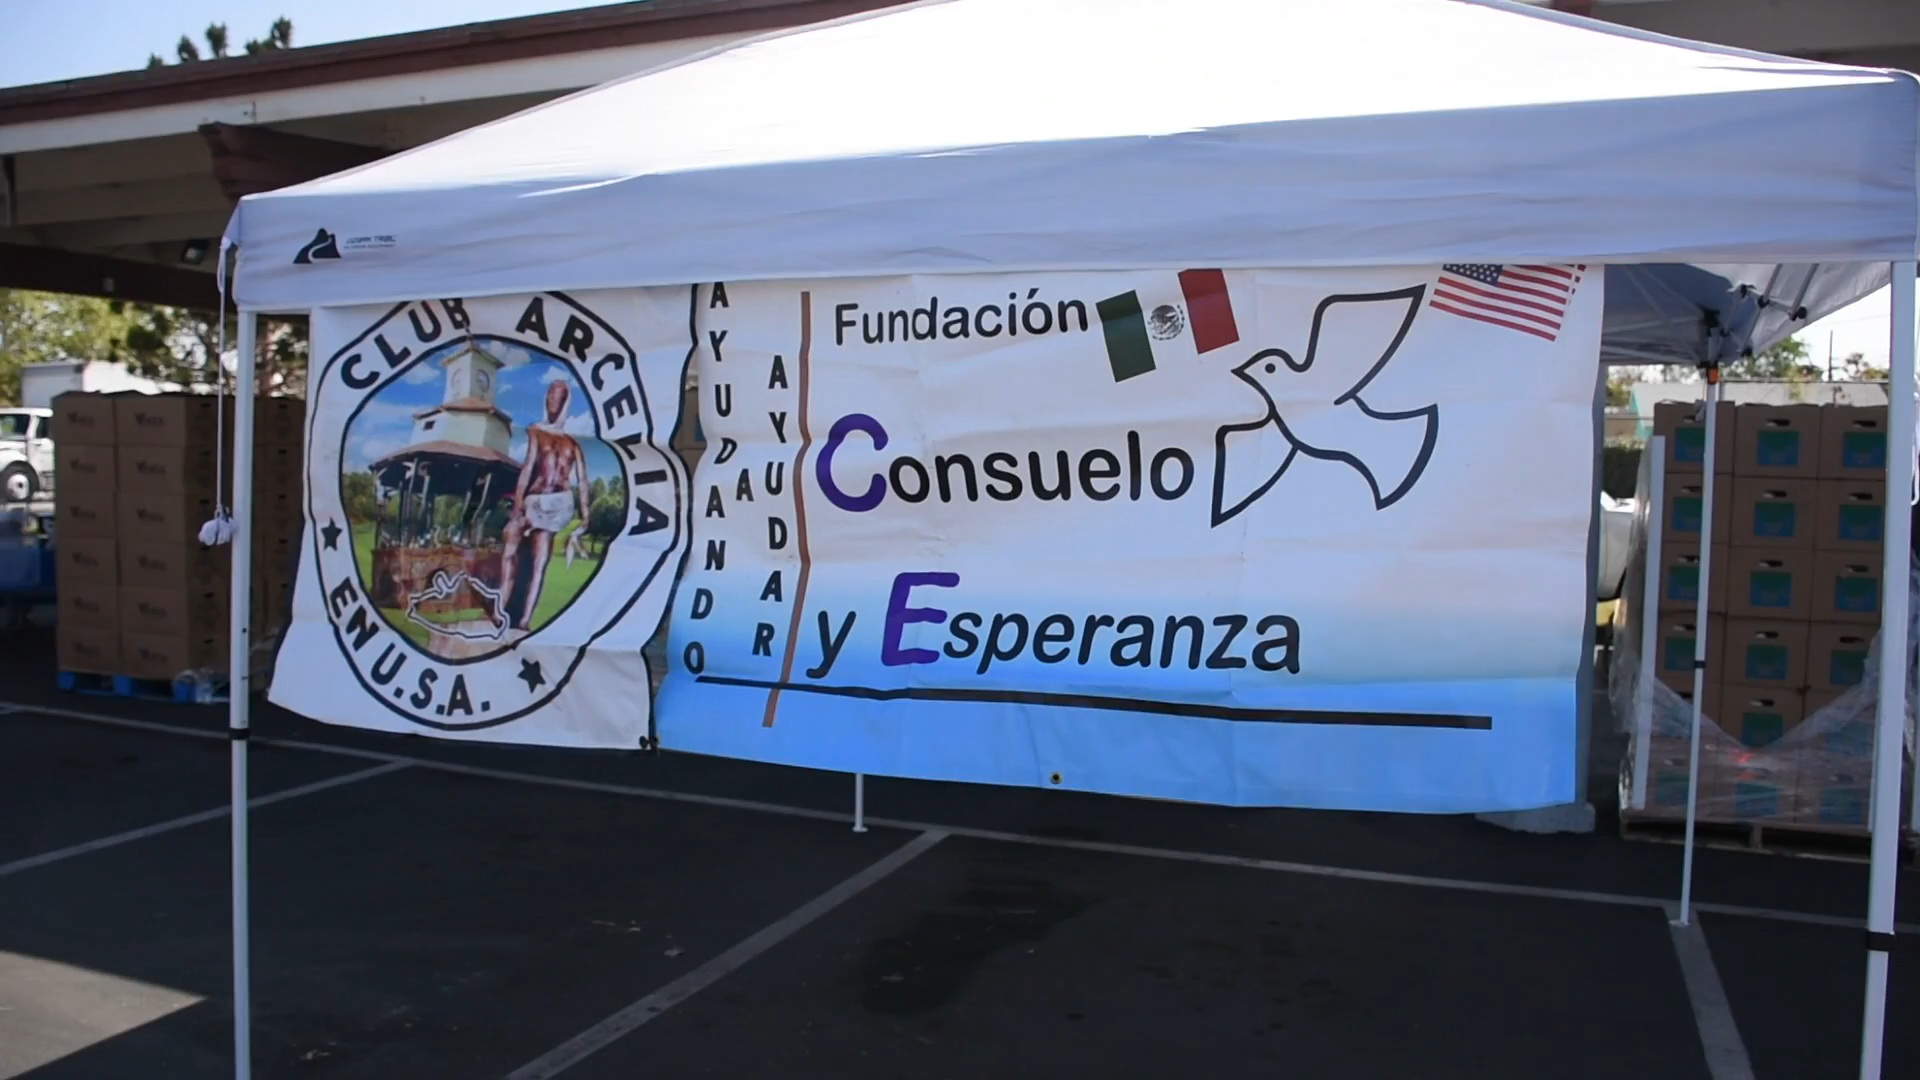 CLUB ARCELIA
EN U.S.A.
AYUDANDO
A
AYUDAR
Fundación
Consuelo
y Esperanza